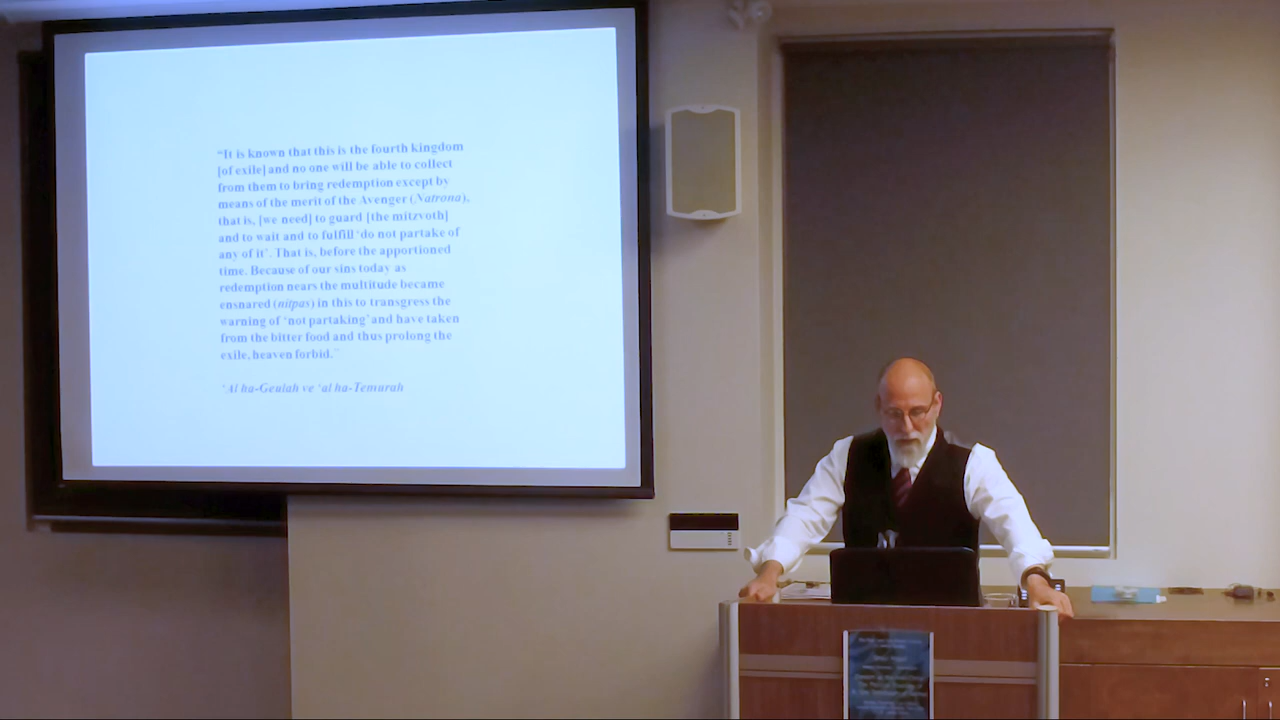 “It is known that this is the fourth kingdom
[of exile] and no one will be able to collect
from them to bring redemption except by
means of the merit of the Avenger (Natrona),
that is, [we need] to guard [the mitzvoth]
and to wait and to fulfill ‘do not partake of
any of it’. That is, before the apportioned
time. Because of our sins today as
redemption nears the multitude became
ensnared (nitpas) in this to transgress the
warning of ‘not partaking’ and have taken
from the bitter food and thus prolong the
exile, heaven forbid.”
‘Al ha-Geulah ve ‘al ha-Temurah